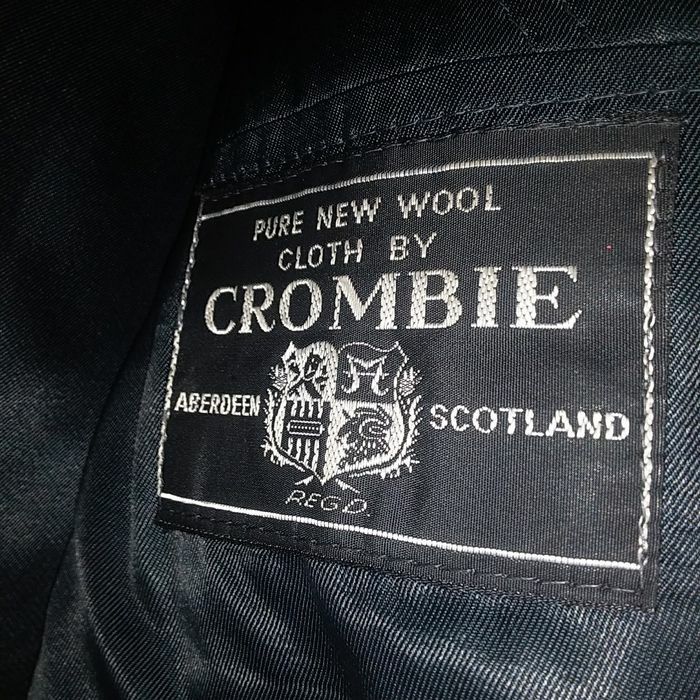 PURE NEW WOOL
CLOTH BY
CROMBIE
ABERDEEN SCOTLAND
REGD.